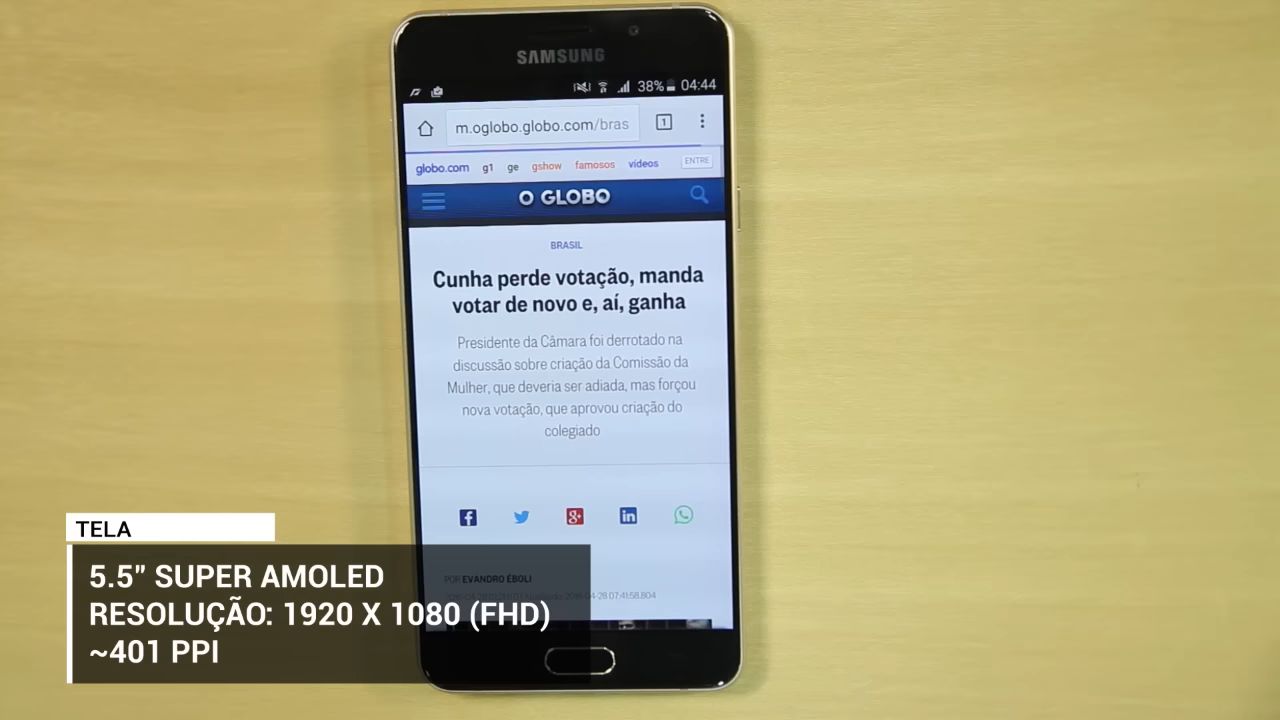 SAMSUNG
38% 04:44
m.oglobo.globo.com/bras 1
globo.com g1 ge gshow famosos vídeos ENTRE
O GLOBO
BRASIL
Cunha perde votação, manda
votar de novo e, aí, ganha
Presidente da Câmara foi derrotado na
discussão sobre criação da Comissão da
Mulher, que deveria ser adiada, mas forçou
nova votação, que aprovou criação do
colegiado
POR EVANDRO ÉBOLI
TELA
5.5" SUPER AMOLED
RESOLUÇÃO: 1920 X 1080 (FHD)
~401 PPI